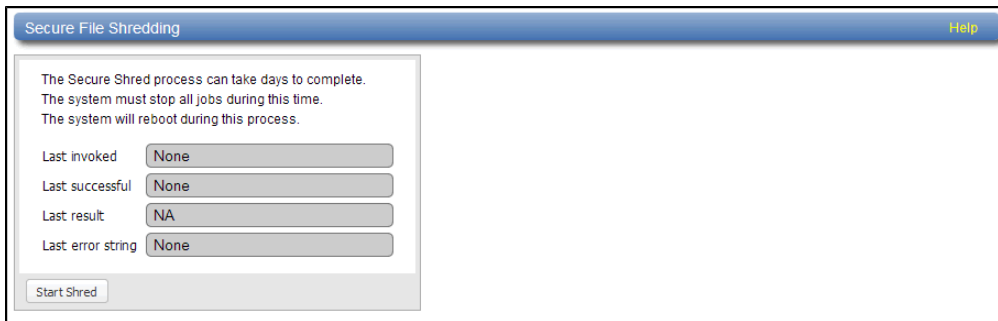 Secure File Shredding Help
The Secure Shred process can take days to complete.
The system must stop all jobs during this time.
The system will reboot during this process.
Last invoked None
Last successful None
Last result NA
Last error string None
Start Shred